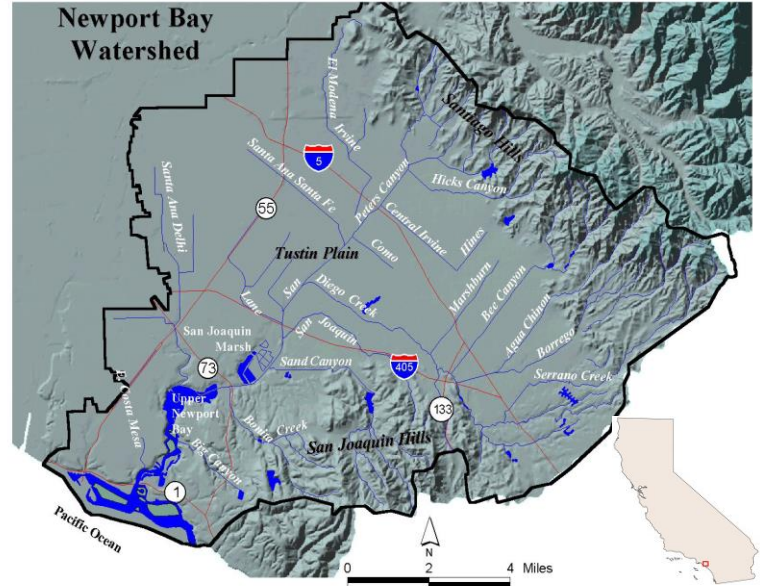 Newport Bay
Watershed
El Modena
Irvine
Santiago Hills
5
Santa Ana Santa Fe
Peters Canyon
Hicks Canyon
Santa Ana Delhi
55
Central Irvine
Hines
Tustin Plain
Como
Marshburn
Bee Canyon
Lane
San
Diego Creek
Agua Chinon
Borrego
San
Joaquin
San Joaquin
Marsh
Sand Canyon
405
73
Serrano Creek
Costa Mesa
Upper
Newport
Bay
133
Bonita Creek
San Joaquin Hills
Big Canyon
1
Pacific Ocean
N
0
2
4
Miles